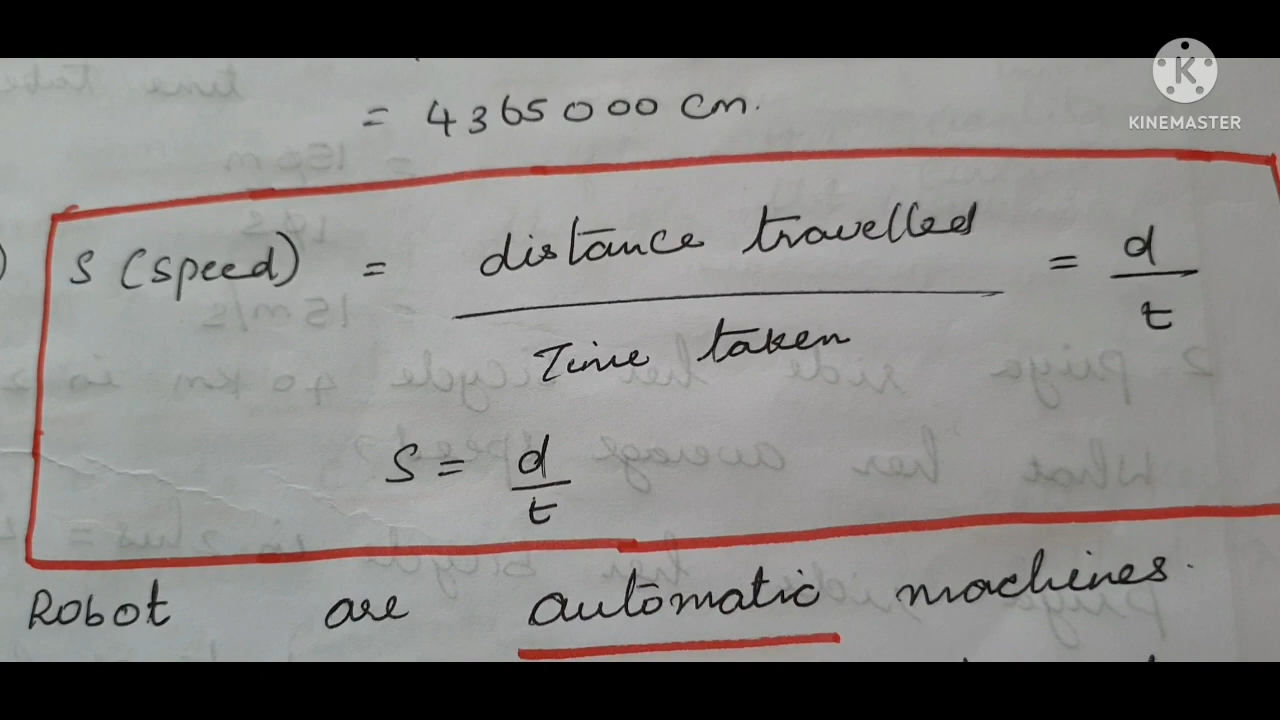 = 4365000 cm.
KINEMASTER
S (speed) = distance travelled / Time taken = d / t
S = d / t
Robot are automatic machines.